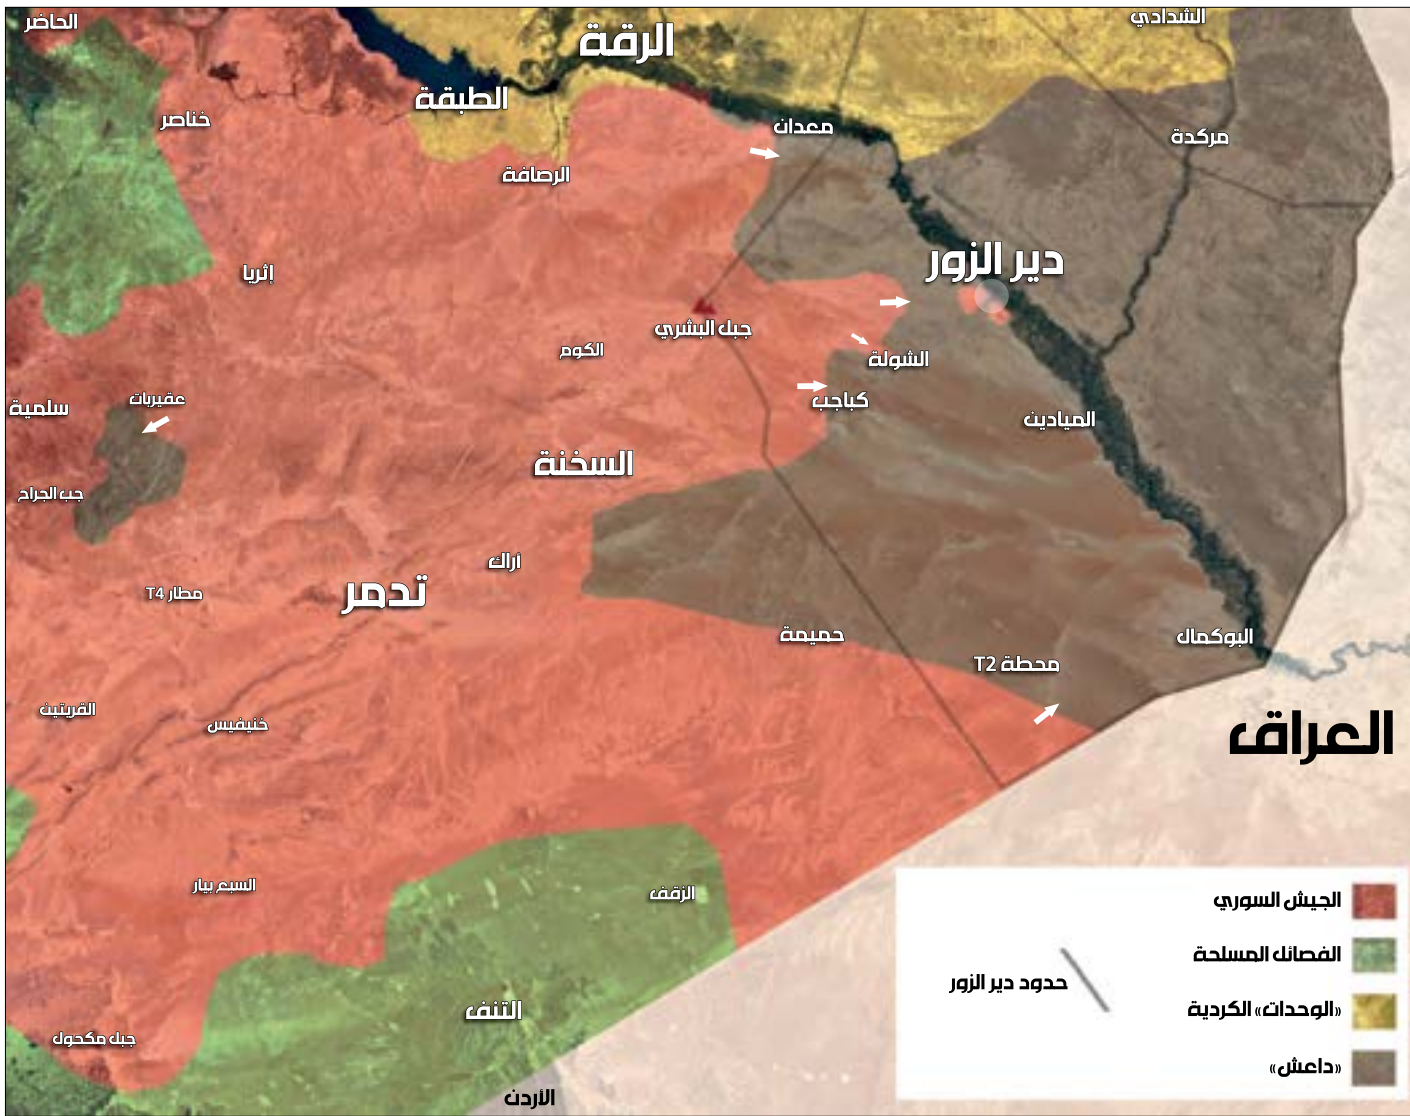 الحاضر
الشدادي
الرقة
الطبقة
خناصر
معدان
مركدة
الرصافة
دير الزور
إثريا
جبل البشري
الكوم
الشولة
عقيربات
سلمية
كباجب
الميادين
السخنة
جب الجراح
أراك
تدمر
مطار T4
حميمة
البوكمال
محطة T2
القريتين
خنيفيس
العراق
السبع بيار
الزقف
التنف
جبل مكحول
الأردن
الجيش السوري
الفصائل المسلحة
حدود دير الزور
«الوحدات» الكردية
«داعش»